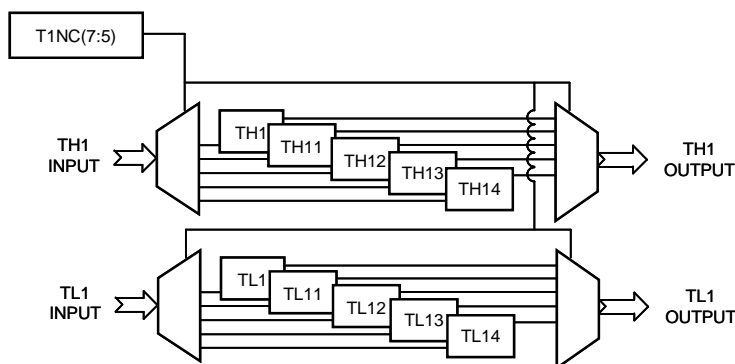 T1NC(7:5)
TH1
INPUT
TH1
TH11
TH12
TH13
TH14
TH1
OUTPUT
TL1
INPUT
TL1
TL11
TL12
TL13
TL14
TL1
OUTPUT